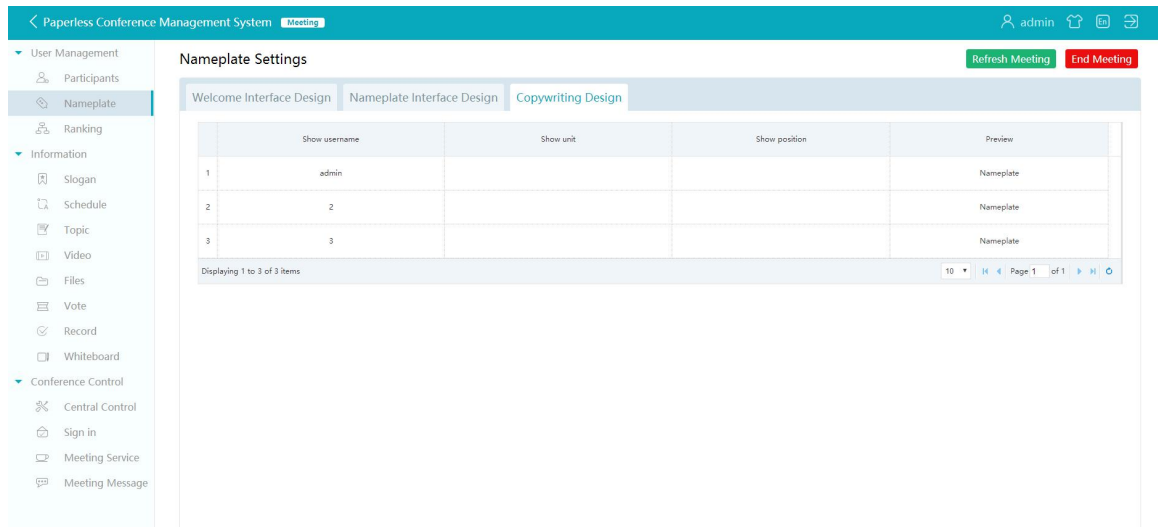 Paperless Conference Management System Meeting
admin En
User Management
Participants
Nameplate
Ranking
Information
Slogan
Schedule
Topic
Video
Files
Vote
Record
Whiteboard
Conference Control
Central Control
Sign in
Meeting Service
Meeting Message
Nameplate Settings
Refresh Meeting End Meeting
Welcome Interface Design Nameplate Interface Design Copywriting Design
Show username Show unit Show position Preview
1 admin Nameplate
2 2 Nameplate
3 3 Nameplate
Displaying 1 to 3 of 3 items
10 Page 1 of 1